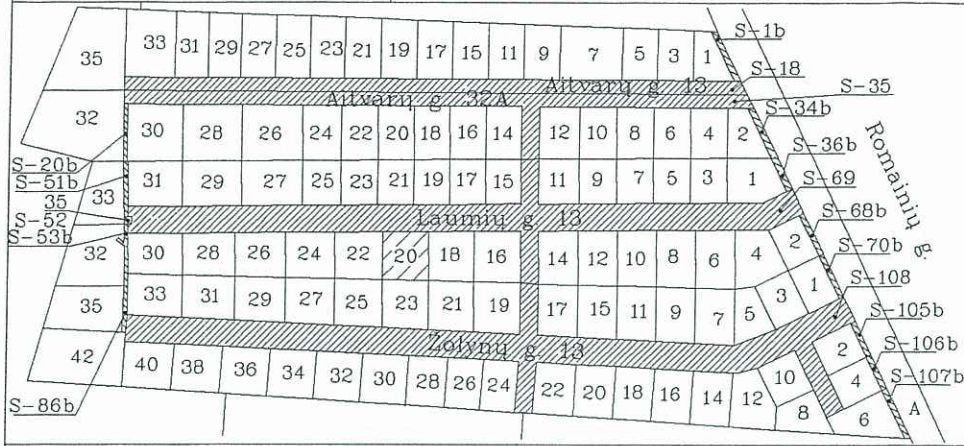 S-1b
35 33 31 29 27 25 23 21 19 17 15 11 9 7 5 3 1
S-18
Aitvarų g. 13
S-35
Aitvarų g. 32A
S-34b
32 30 28 26 24 22 20 18 16 14 12 10 8 6 4 2
Romainių g.
S-20b
S-36b
S-51b
33 31 29 27 25 23 21 19 17 15 11 9 7 5 3 1
S-69
35
S-52
Laumių g. 13
S-68b
S-53b
32 30 28 26 24 22 20 18 16 14 12 10 8 6 4 2
S-70b
S-108
35 33 31 29 27 25 23 21 19 17 15 11 9 7 5 3 1
S-105b
Žolynų g. 13
S-106b
42 40 38 36 34 32 30 28 26 24 22 20 18 16 14 12 10 8 2 4 6 A
S-107b
S-86b